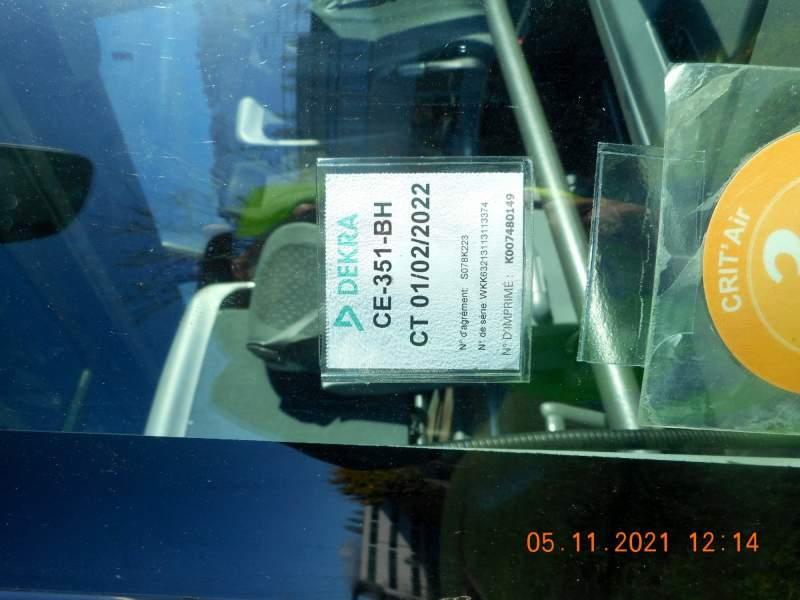 DEKRA
CE-351-BH
CT 01/02/2022
N° d'agrément: S078K223
N° de série WKK63213113113374
N° D'IMPRIMÉ : K007480149
CRIT'Air
05.11.2021 12:14